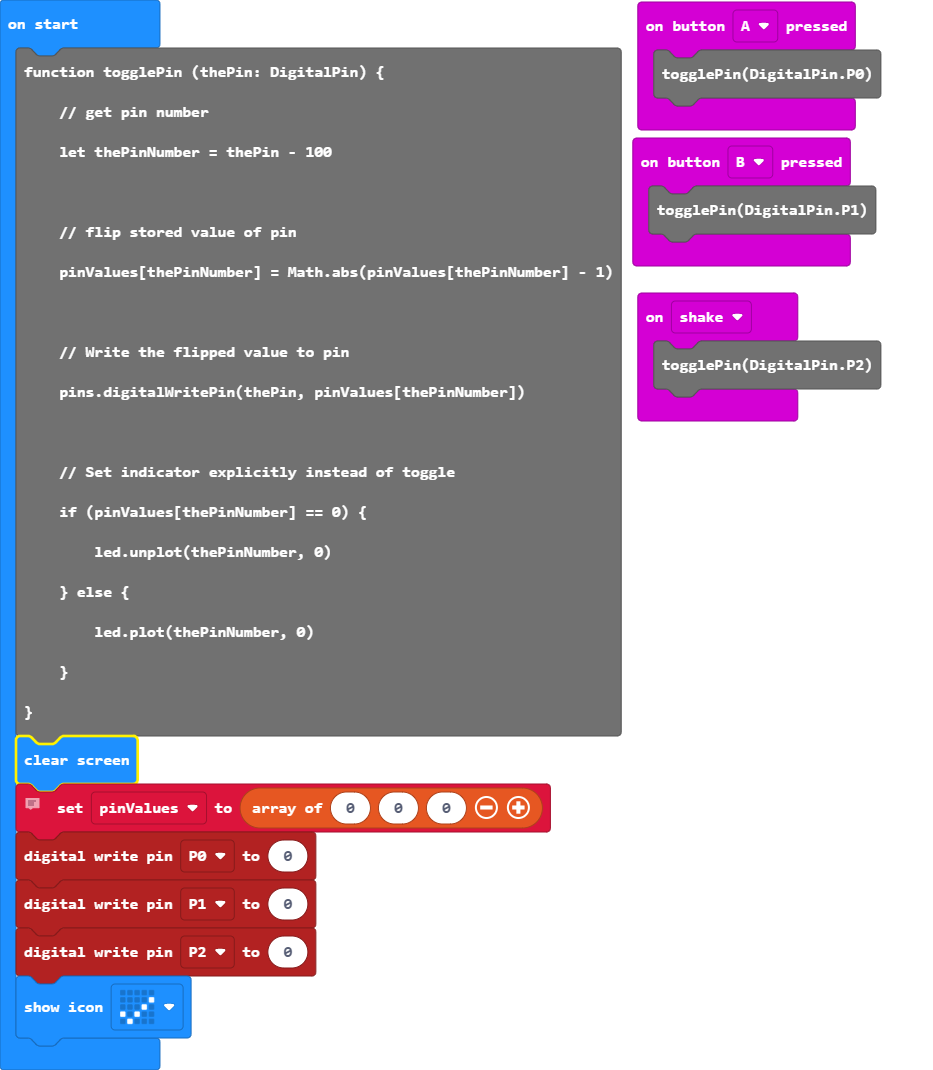 on start
function togglePin (thePin: DigitalPin) {
// get pin number
let thePinNumber = thePin - 100
// flip stored value of pin
pinValues[thePinNumber] = Math.abs(pinValues[thePinNumber] - 1)
// Write the flipped value to pin
pins.digitalWritePin(thePin, pinValues[thePinNumber])
// Set indicator explicitly instead of toggle
if (pinValues[thePinNumber] == 0) {
led.unplot(thePinNumber, 0)
} else {
led.plot(thePinNumber, 0)
}
}
clear screen
set pinValues to array of 0 0 0
digital write pin P0 to 0
digital write pin P1 to 0
digital write pin P2 to 0
show icon
on button A pressed
togglePin(DigitalPin.P0)
on button B pressed
togglePin(DigitalPin.P1)
on shake
togglePin(DigitalPin.P2)